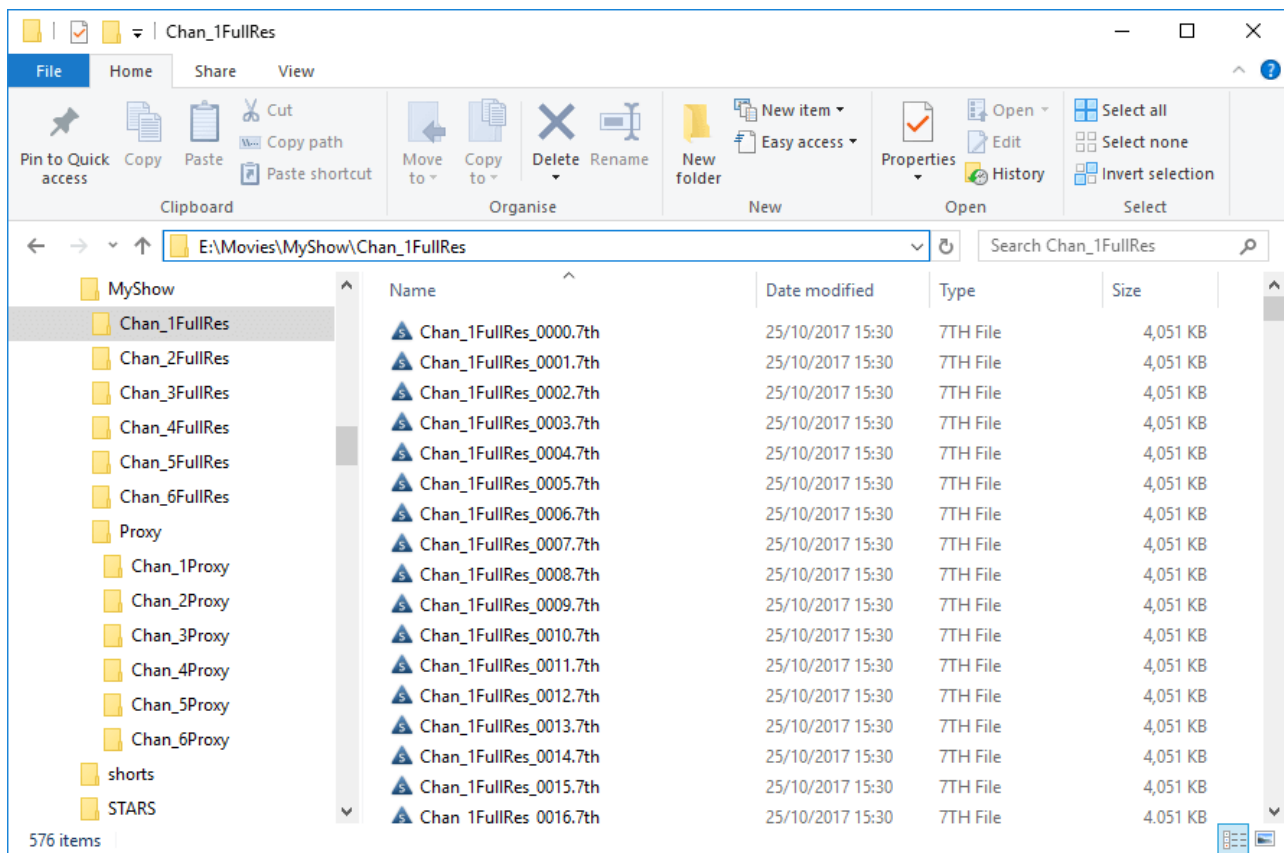 Chan_1FullRes
File Home Share View
Pin to Quick access
Copy
Paste
Cut
Copy path
Paste shortcut
Clipboard
Move to
Copy to
Delete
Rename
Organise
New folder
New item
Easy access
New
Properties
Open
Edit
History
Open
Select all
Select none
Invert selection
Select
E:\Movies\MyShow\Chan_1FullRes
Search Chan_1FullRes
MyShow
Chan_1FullRes
Chan_2FullRes
Chan_3FullRes
Chan_4FullRes
Chan_5FullRes
Chan_6FullRes
Proxy
Chan_1Proxy
Chan_2Proxy
Chan_3Proxy
Chan_4Proxy
Chan_5Proxy
Chan_6Proxy
shorts
STARS
Name Date modified Type Size
Chan_1FullRes_0000.7th 25/10/2017 15:30 7TH File 4,051 KB
Chan_1FullRes_0001.7th 25/10/2017 15:30 7TH File 4,051 KB
Chan_1FullRes_0002.7th 25/10/2017 15:30 7TH File 4,051 KB
Chan_1FullRes_0003.7th 25/10/2017 15:30 7TH File 4,051 KB
Chan_1FullRes_0004.7th 25/10/2017 15:30 7TH File 4,051 KB
Chan_1FullRes_0005.7th 25/10/2017 15:30 7TH File 4,051 KB
Chan_1FullRes_0006.7th 25/10/2017 15:30 7TH File 4,051 KB
Chan_1FullRes_0007.7th 25/10/2017 15:30 7TH File 4,051 KB
Chan_1FullRes_0008.7th 25/10/2017 15:30 7TH File 4,051 KB
Chan_1FullRes_0009.7th 25/10/2017 15:30 7TH File 4,051 KB
Chan_1FullRes_0010.7th 25/10/2017 15:30 7TH File 4,051 KB
Chan_1FullRes_0011.7th 25/10/2017 15:30 7TH File 4,051 KB
Chan_1FullRes_0012.7th 25/10/2017 15:30 7TH File 4,051 KB
Chan_1FullRes_0013.7th 25/10/2017 15:30 7TH File 4,051 KB
Chan_1FullRes_0014.7th 25/10/2017 15:30 7TH File 4,051 KB
Chan_1FullRes_0015.7th 25/10/2017 15:30 7TH File 4,051 KB
Chan_1FullRes_0016.7th 25/10/2017 15:30 7TH File 4,051 KB
576 items